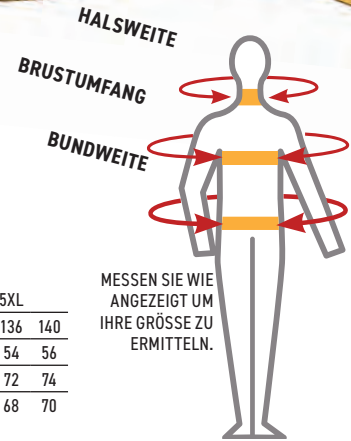 HALSWEITE
BRUSTUMFANG
BUNDWEITE
MESSEN SIE WIE
ANGEZEIGT UM
IHRE GRÖSSE ZU
ERMITTELN.
5XL
136 140
54 56
72 74
68 70